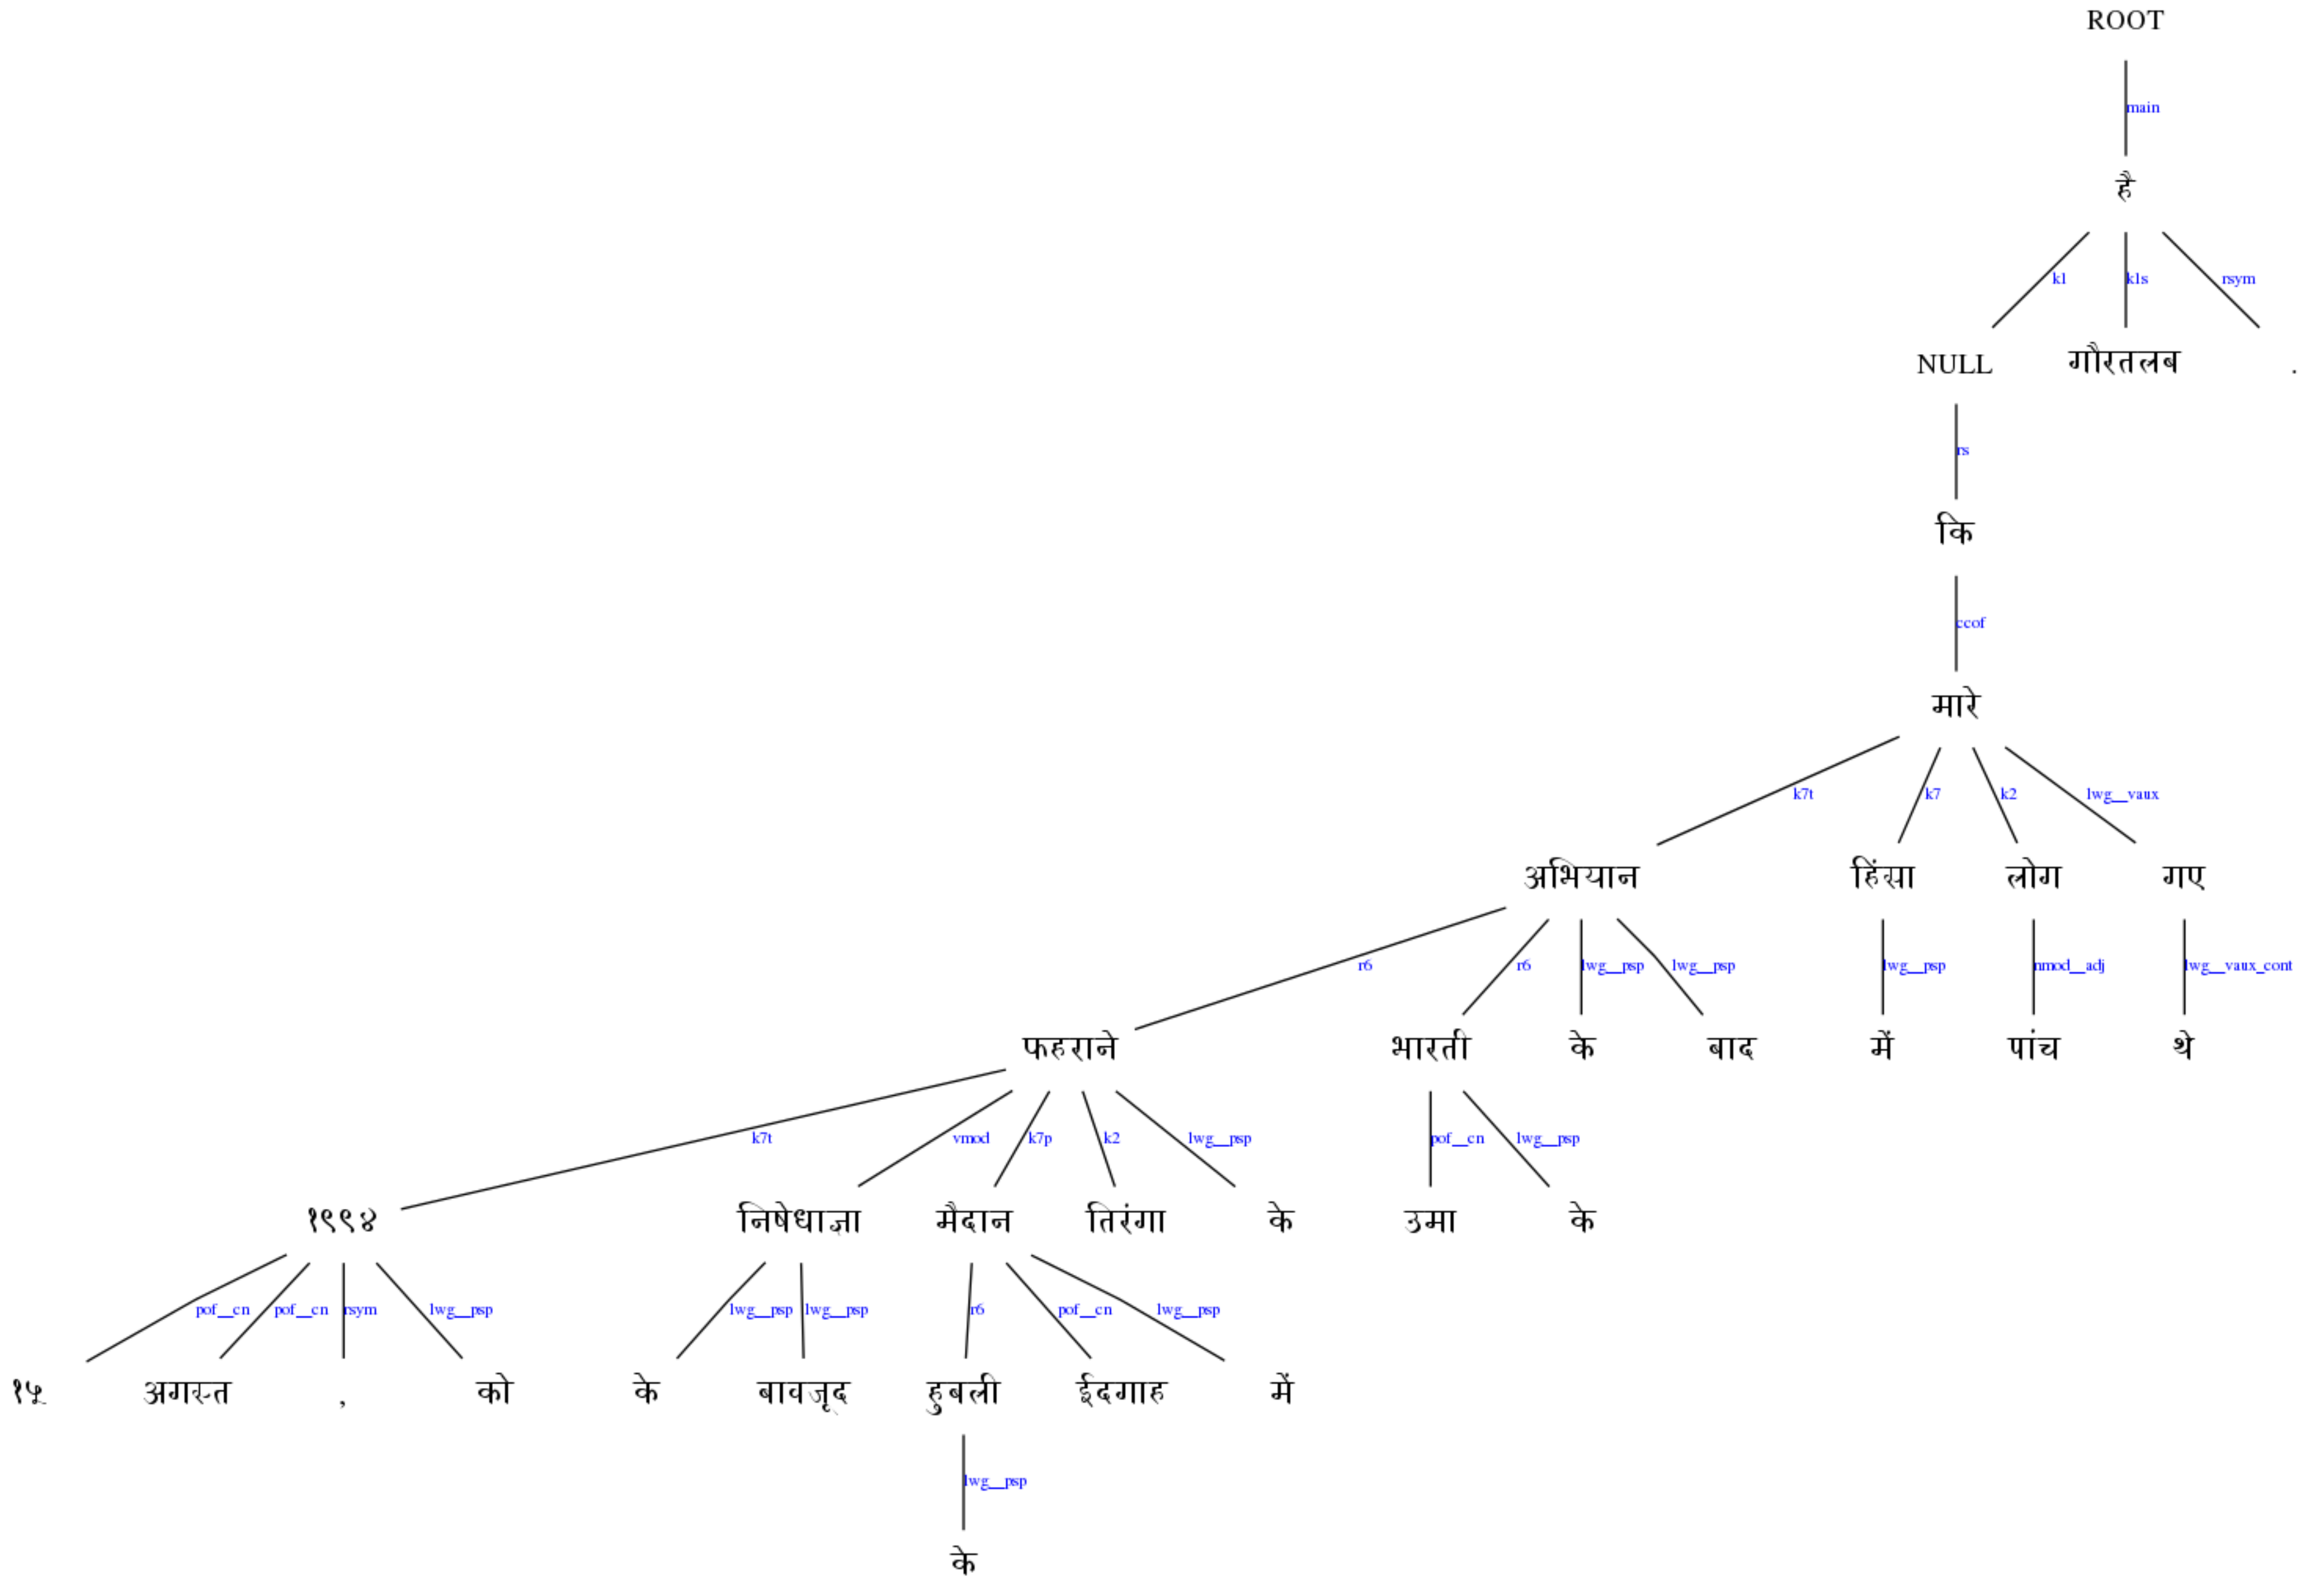 ROOT
main
है
k1 k1s rsym
NULL गौरतलब .
rs
कि
ccof
मारे
k7t k7 k2 lwg__vaux
अभियान हिंसा लोग गए
r6 r6 lwg__psp lwg__psp lwg__psp nmod__adj lwg__vaux_cont
फहराने भारती के बाद में पांच थे
k7t vmod k7p k2 lwg__psp pof__cn lwg__psp
१९९४ निषेधाज्ञा मैदान तिरंगा के उमा के
pof__cn pof__cn rsym lwg__psp lwg__psp lwg__psp r6 pof__cn lwg__psp
१५ अगस्त , को के बावजूद हुबली ईदगाह में
lwg__psp
के